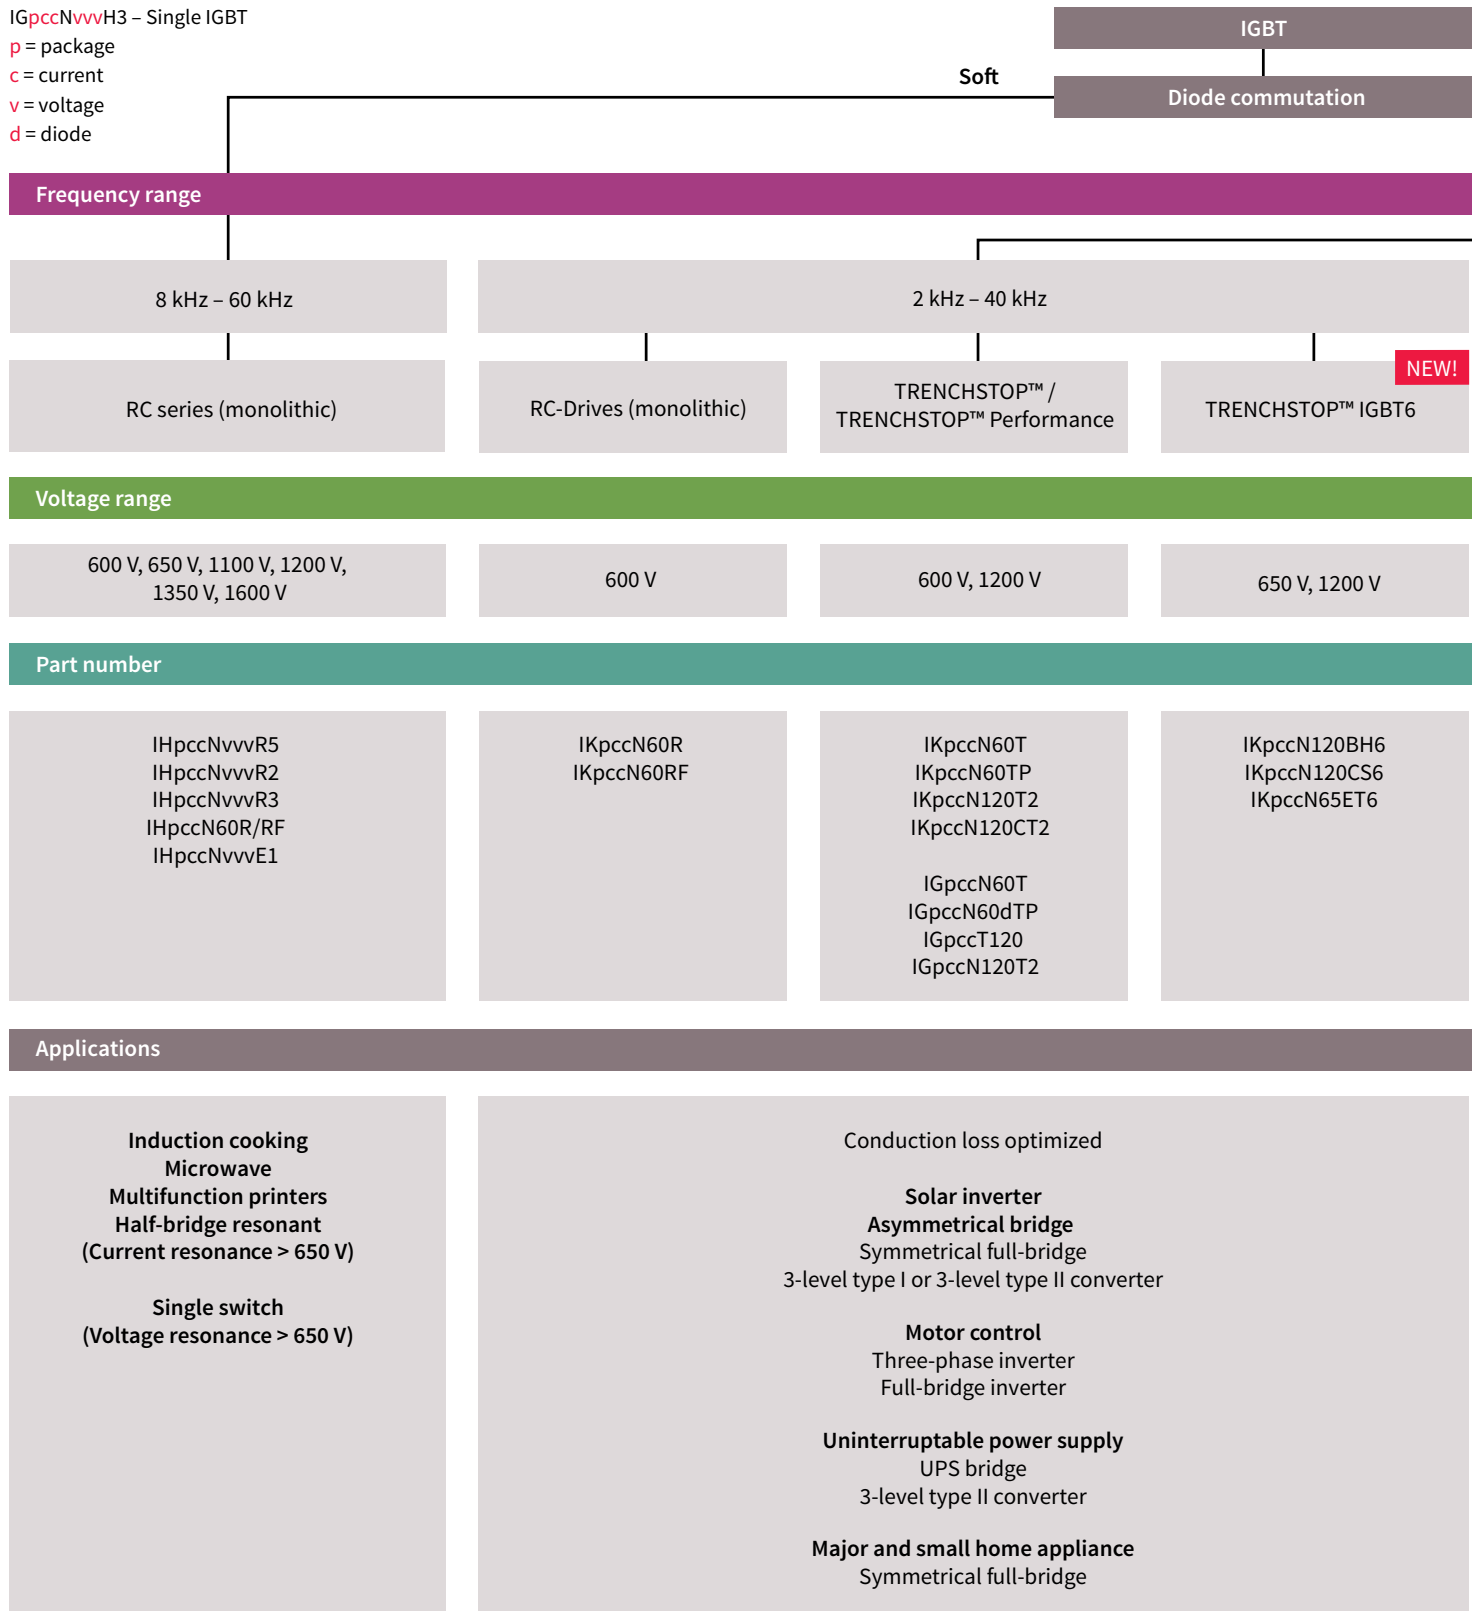 IGpccNvvvH3 – Single IGBT
p = package
c = current
v = voltage
d = diode
IGBT
Soft
Diode commutation
Frequency range
8 kHz – 60 kHz
2 kHz – 40 kHz
RC series (monolithic)
RC-Drives (monolithic)
TRENCHSTOP™ /
TRENCHSTOP™ Performance
NEW!
TRENCHSTOP™ IGBT6
Voltage range
600 V, 650 V, 1100 V, 1200 V,
1350 V, 1600 V
600 V
600 V, 1200 V
650 V, 1200 V
Part number
IHpccNvvvR5
IHpccNvvvR2
IHpccNvvvR3
IHpccN60R/RF
IHpccNvvvE1
IKpccN60R
IKpccN60RF
IKpccN60T
IKpccN60TP
IKpccN120T2
IKpccN120CT2
IGpccN60T
IGpccN60dTP
IGpccT120
IGpccN120T2
IKpccN120BH6
IKpccN120CS6
IKpccN65ET6
Applications
Induction cooking
Microwave
Multifunction printers
Half-bridge resonant
(Current resonance > 650 V)
Single switch
(Voltage resonance > 650 V)
Conduction loss optimized
Solar inverter
Asymmetrical bridge
Symmetrical full-bridge
3-level type I or 3-level type II converter
Motor control
Three-phase inverter
Full-bridge inverter
Uninterruptable power supply
UPS bridge
3-level type II converter
Major and small home appliance
Symmetrical full-bridge